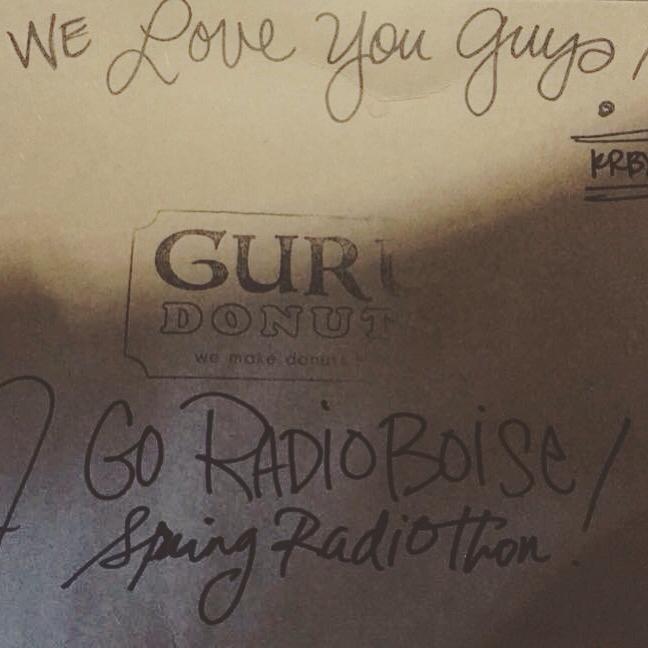 WE Love You Guys!
KRBX
GURU
DONUT
we make donuts
GO RADIOBOISE!
Spring Radiothon.